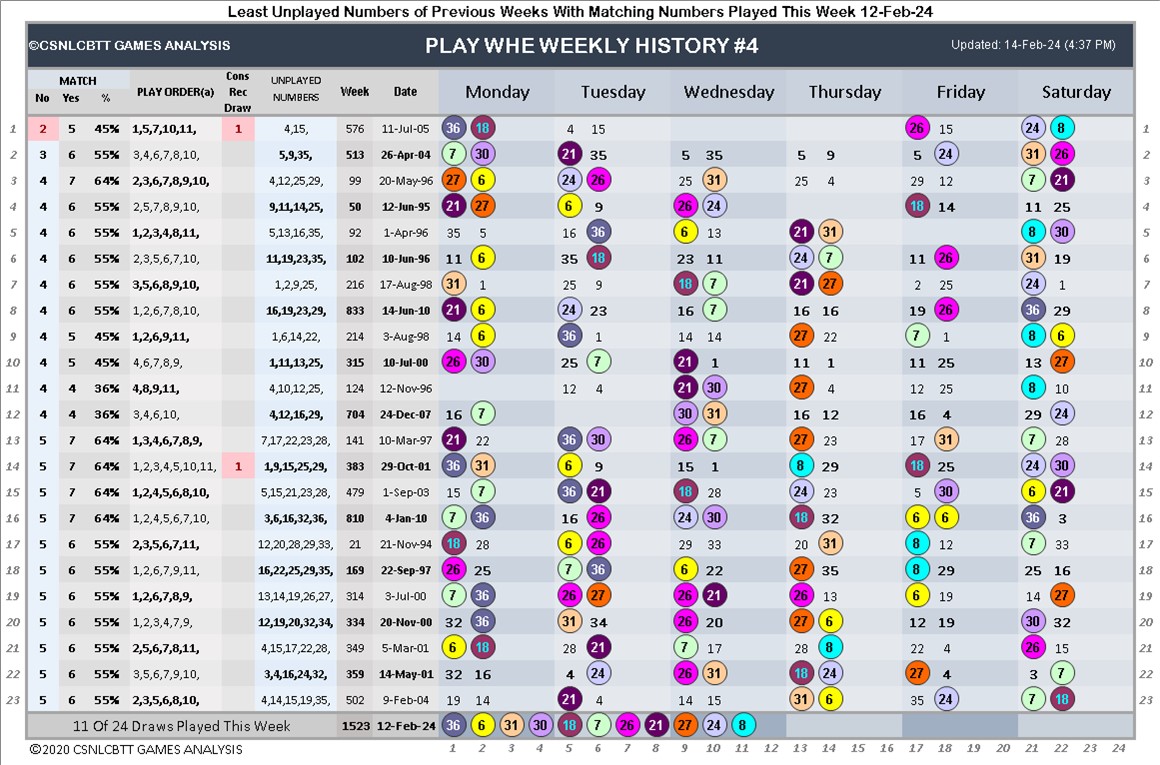 Least Unplayed Numbers of Previous Weeks With Matching Numbers Played This Week 12-Feb-24
©CSNLCBTT GAMES ANALYSIS PLAY WHE WEEKLY HISTORY #4 Updated: 14-Feb-24 (4:37 PM)
MATCH Cons
No Yes % PLAY ORDER(a) Rec UNPLAYED Week Date Monday Tuesday Wednesday Thursday Friday Saturday
Draw NUMBERS
1 2 5 45% 1,5,7,10,11, 1 4,15, 576 11-Jul-05 36 18 4 15 26 15 24 8 1
2 3 6 55% 3,4,6,7,8,10, 5,9,35, 513 26-Apr-04 7 30 21 35 5 35 5 9 5 24 31 26 2
3 4 7 64% 2,3,6,7,8,9,10, 4,12,25,29, 99 20-May-96 27 6 24 26 25 31 25 4 29 12 7 21 3
4 4 6 55% 2,5,7,8,9,10, 9,11,14,25, 50 12-Jun-95 21 27 6 9 26 24 18 14 11 25 4
5 4 6 55% 1,2,3,4,8,11, 5,13,16,35, 92 1-Apr-96 35 5 16 36 6 13 21 31 8 30 5
6 4 6 55% 2,3,5,6,7,10, 11,19,23,35, 102 10-Jun-96 11 6 35 18 23 11 24 7 11 26 31 19 6
7 4 6 55% 3,5,6,8,9,10, 1,2,9,25, 216 17-Aug-98 31 1 25 9 18 7 21 27 2 25 24 1 7
8 4 6 55% 1,2,6,7,8,10, 16,19,23,29, 833 14-Jun-10 21 6 24 23 16 7 16 16 19 26 36 29 8
9 4 5 45% 1,2,6,9,11, 1,6,14,22, 214 3-Aug-98 14 6 36 1 14 14 27 22 7 1 8 6 9
10 4 5 45% 4,6,7,8,9, 1,11,13,25, 315 10-Jul-00 26 30 25 7 21 1 11 1 11 25 13 27 10
11 4 4 36% 4,8,9,11, 4,10,12,25, 124 12-Nov-96 12 4 21 30 27 4 12 25 8 10 11
12 4 4 36% 3,4,6,10, 4,12,16,29, 704 24-Dec-07 16 7 30 31 16 12 16 4 29 24 12
13 5 7 64% 1,3,4,6,7,8,9, 7,17,22,23,28, 141 10-Mar-97 21 22 36 30 26 7 27 23 17 31 7 28 13
14 5 7 64% 1,2,3,4,5,10,11, 1 1,9,15,25,29, 383 29-Oct-01 36 31 6 9 15 1 8 29 18 25 24 30 14
15 5 7 64% 1,2,4,5,6,8,10, 5,15,21,23,28, 479 1-Sep-03 15 7 36 21 18 28 24 23 5 30 6 21 15
16 5 7 64% 1,2,4,5,6,7,10, 3,6,16,32,36, 810 4-Jan-10 7 36 16 26 24 30 18 32 6 6 36 3 16
17 5 6 55% 2,3,5,6,7,11, 12,20,28,29,33, 21 21-Nov-94 18 28 6 26 29 33 20 31 8 12 7 33 17
18 5 6 55% 1,2,6,7,9,11, 16,22,25,29,35, 169 22-Sep-97 26 25 7 36 6 22 27 35 8 29 25 16 18
19 5 6 55% 1,2,6,7,8,9, 13,14,19,26,27, 314 3-Jul-00 7 36 26 27 26 21 26 13 6 19 14 27 19
20 5 6 55% 1,2,3,4,7,9, 12,19,20,32,34, 334 20-Nov-00 32 36 31 34 26 20 27 6 12 19 30 32 20
21 5 6 55% 2,5,6,7,8,11, 4,15,17,22,28, 349 5-Mar-01 6 18 28 21 7 17 28 8 22 4 26 15 21
22 5 6 55% 3,5,6,7,9,10, 3,4,16,24,32, 359 14-May-01 32 16 4 24 26 31 18 24 27 4 3 7 22
23 5 6 55% 2,3,5,6,8,10, 4,14,15,19,35, 502 9-Feb-04 19 14 21 4 14 15 31 6 35 24 7 18 23
11 Of 24 Draws Played This Week 1523 12-Feb-24 36 6 31 30 18 7 26 21 27 24 8
©2020 CSNLCBTT GAMES ANALYSIS 1 2 3 4 5 6 7 8 9 10 11 12 13 14 15 16 17 18 19 20 21 22 23 24